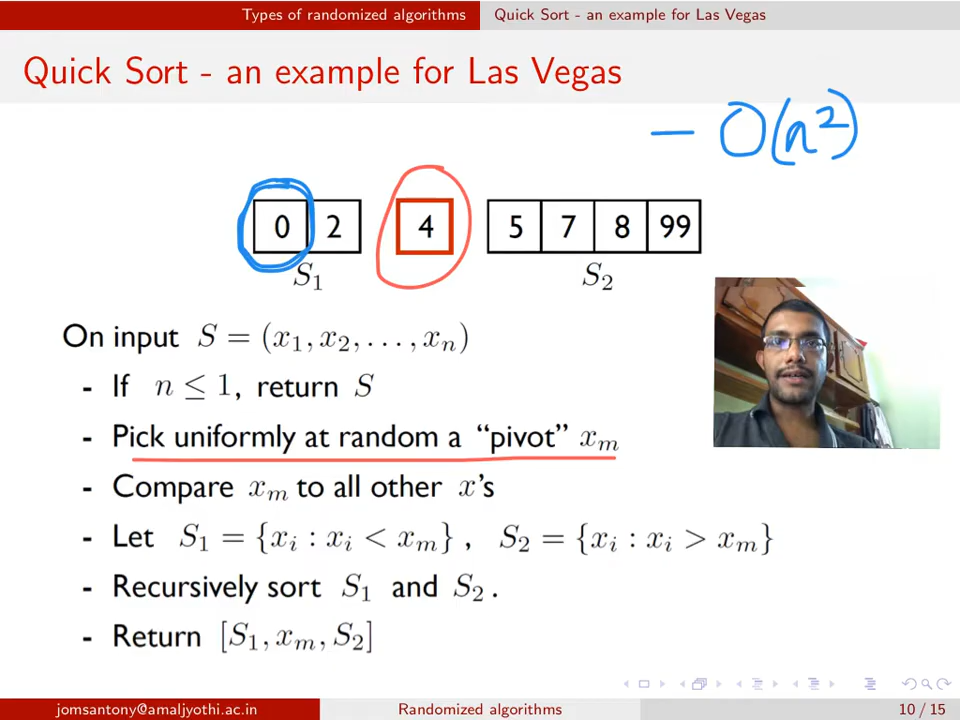 Types of randomized algorithms Quick Sort - an example for Las Vegas
Quick Sort - an example for Las Vegas
— O(n²)
0 2 4 5 7 8 99
S₁ S₂
On input S = (x₁, x₂, . . . , xₙ)
- If n ≤ 1, return S
- Pick uniformly at random a “pivot” xₘ
- Compare xₘ to all other x's
- Let S₁ = {xᵢ : xᵢ < xₘ} , S₂ = {xᵢ : xᵢ > xₘ}
- Recursively sort S₁ and S₂ .
- Return [S₁, xₘ, S₂]
jomsantony@amaljyothi.ac.in Randomized algorithms 10 / 15